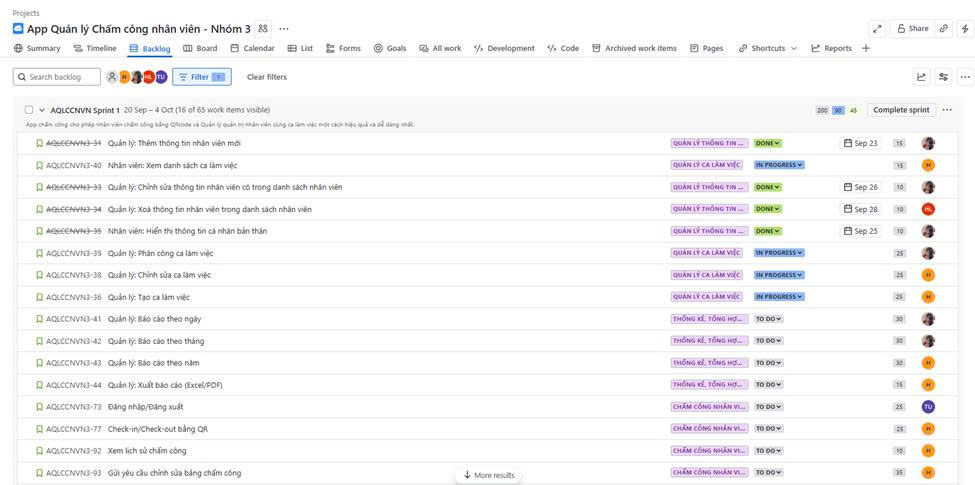 Projects
App Quản lý Chấm công nhân viên - Nhóm 3
Share
Summary Timeline Backlog Board Calendar List Forms Goals All work Development Code Archived work items Pages Shortcuts Reports
Search backlog H HL TU Filter 1 Clear filters
AQLCCNVN Sprint 1 20 Sep – 4 Oct (16 of 65 work items visible) 200 90 45 Complete sprint
App chấm công cho phép nhân viên chấm công bằng QRcode và Quản lý quản trị nhân viên cùng ca làm việc một cách hiệu quả và dễ dàng nhất.
AQLCCNVN3-31 Quản lý: Thêm thông tin nhân viên mới QUẢN LÝ THÔNG TIN ... DONE Sep 23 15
AQLCCNVN3-40 Nhân viên: Xem danh sách ca làm việc QUẢN LÝ CA LÀM VIỆC IN PROGRESS 15 H
AQLCCNVN3-33 Quản lý: Chỉnh sửa thông tin nhân viên có trong danh sách nhân viên QUẢN LÝ THÔNG TIN ... DONE Sep 26 10
AQLCCNVN3-34 Quản lý: Xoá thông tin nhân viên trong danh sách nhân viên QUẢN LÝ THÔNG TIN ... DONE Sep 28 10 HL
AQLCCNVN3-35 Nhân viên: Hiển thị thông tin cá nhân bản thân QUẢN LÝ THÔNG TIN ... DONE Sep 25 10
AQLCCNVN3-39 Quản lý: Phân công ca làm việc QUẢN LÝ CA LÀM VIỆC IN PROGRESS 25
AQLCCNVN3-38 Quản lý: Chỉnh sửa ca làm việc QUẢN LÝ CA LÀM VIỆC IN PROGRESS 25 H
AQLCCNVN3-36 Quản lý: Tạo ca làm việc QUẢN LÝ CA LÀM VIỆC IN PROGRESS 25 H
AQLCCNVN3-41 Quản lý: Báo cáo theo ngày THỐNG KÊ, TỔNG HỢ... TO DO 30
AQLCCNVN3-42 Quản lý: Báo cáo theo tháng THỐNG KÊ, TỔNG HỢ... TO DO 30
AQLCCNVN3-43 Quản lý: Báo cáo theo năm THỐNG KÊ, TỔNG HỢ... TO DO 30 H
AQLCCNVN3-44 Quản lý: Xuất báo cáo (Excel/PDF) THỐNG KÊ, TỔNG HỢ... TO DO 15 H
AQLCCNVN3-73 Đăng nhập/Đăng xuất CHẤM CÔNG NHÂN VI... TO DO 25 TU
AQLCCNVN3-77 Check-in/Check-out bằng QR CHẤM CÔNG NHÂN VI... TO DO 25 H
AQLCCNVN3-92 Xem lịch sử chấm công CHẤM CÔNG NHÂN VI... TO DO 10 H
AQLCCNVN3-93 Gửi yêu cầu chỉnh sửa bảng chấm công CHẤM CÔNG NHÂN VI... TO DO 35 H
More results